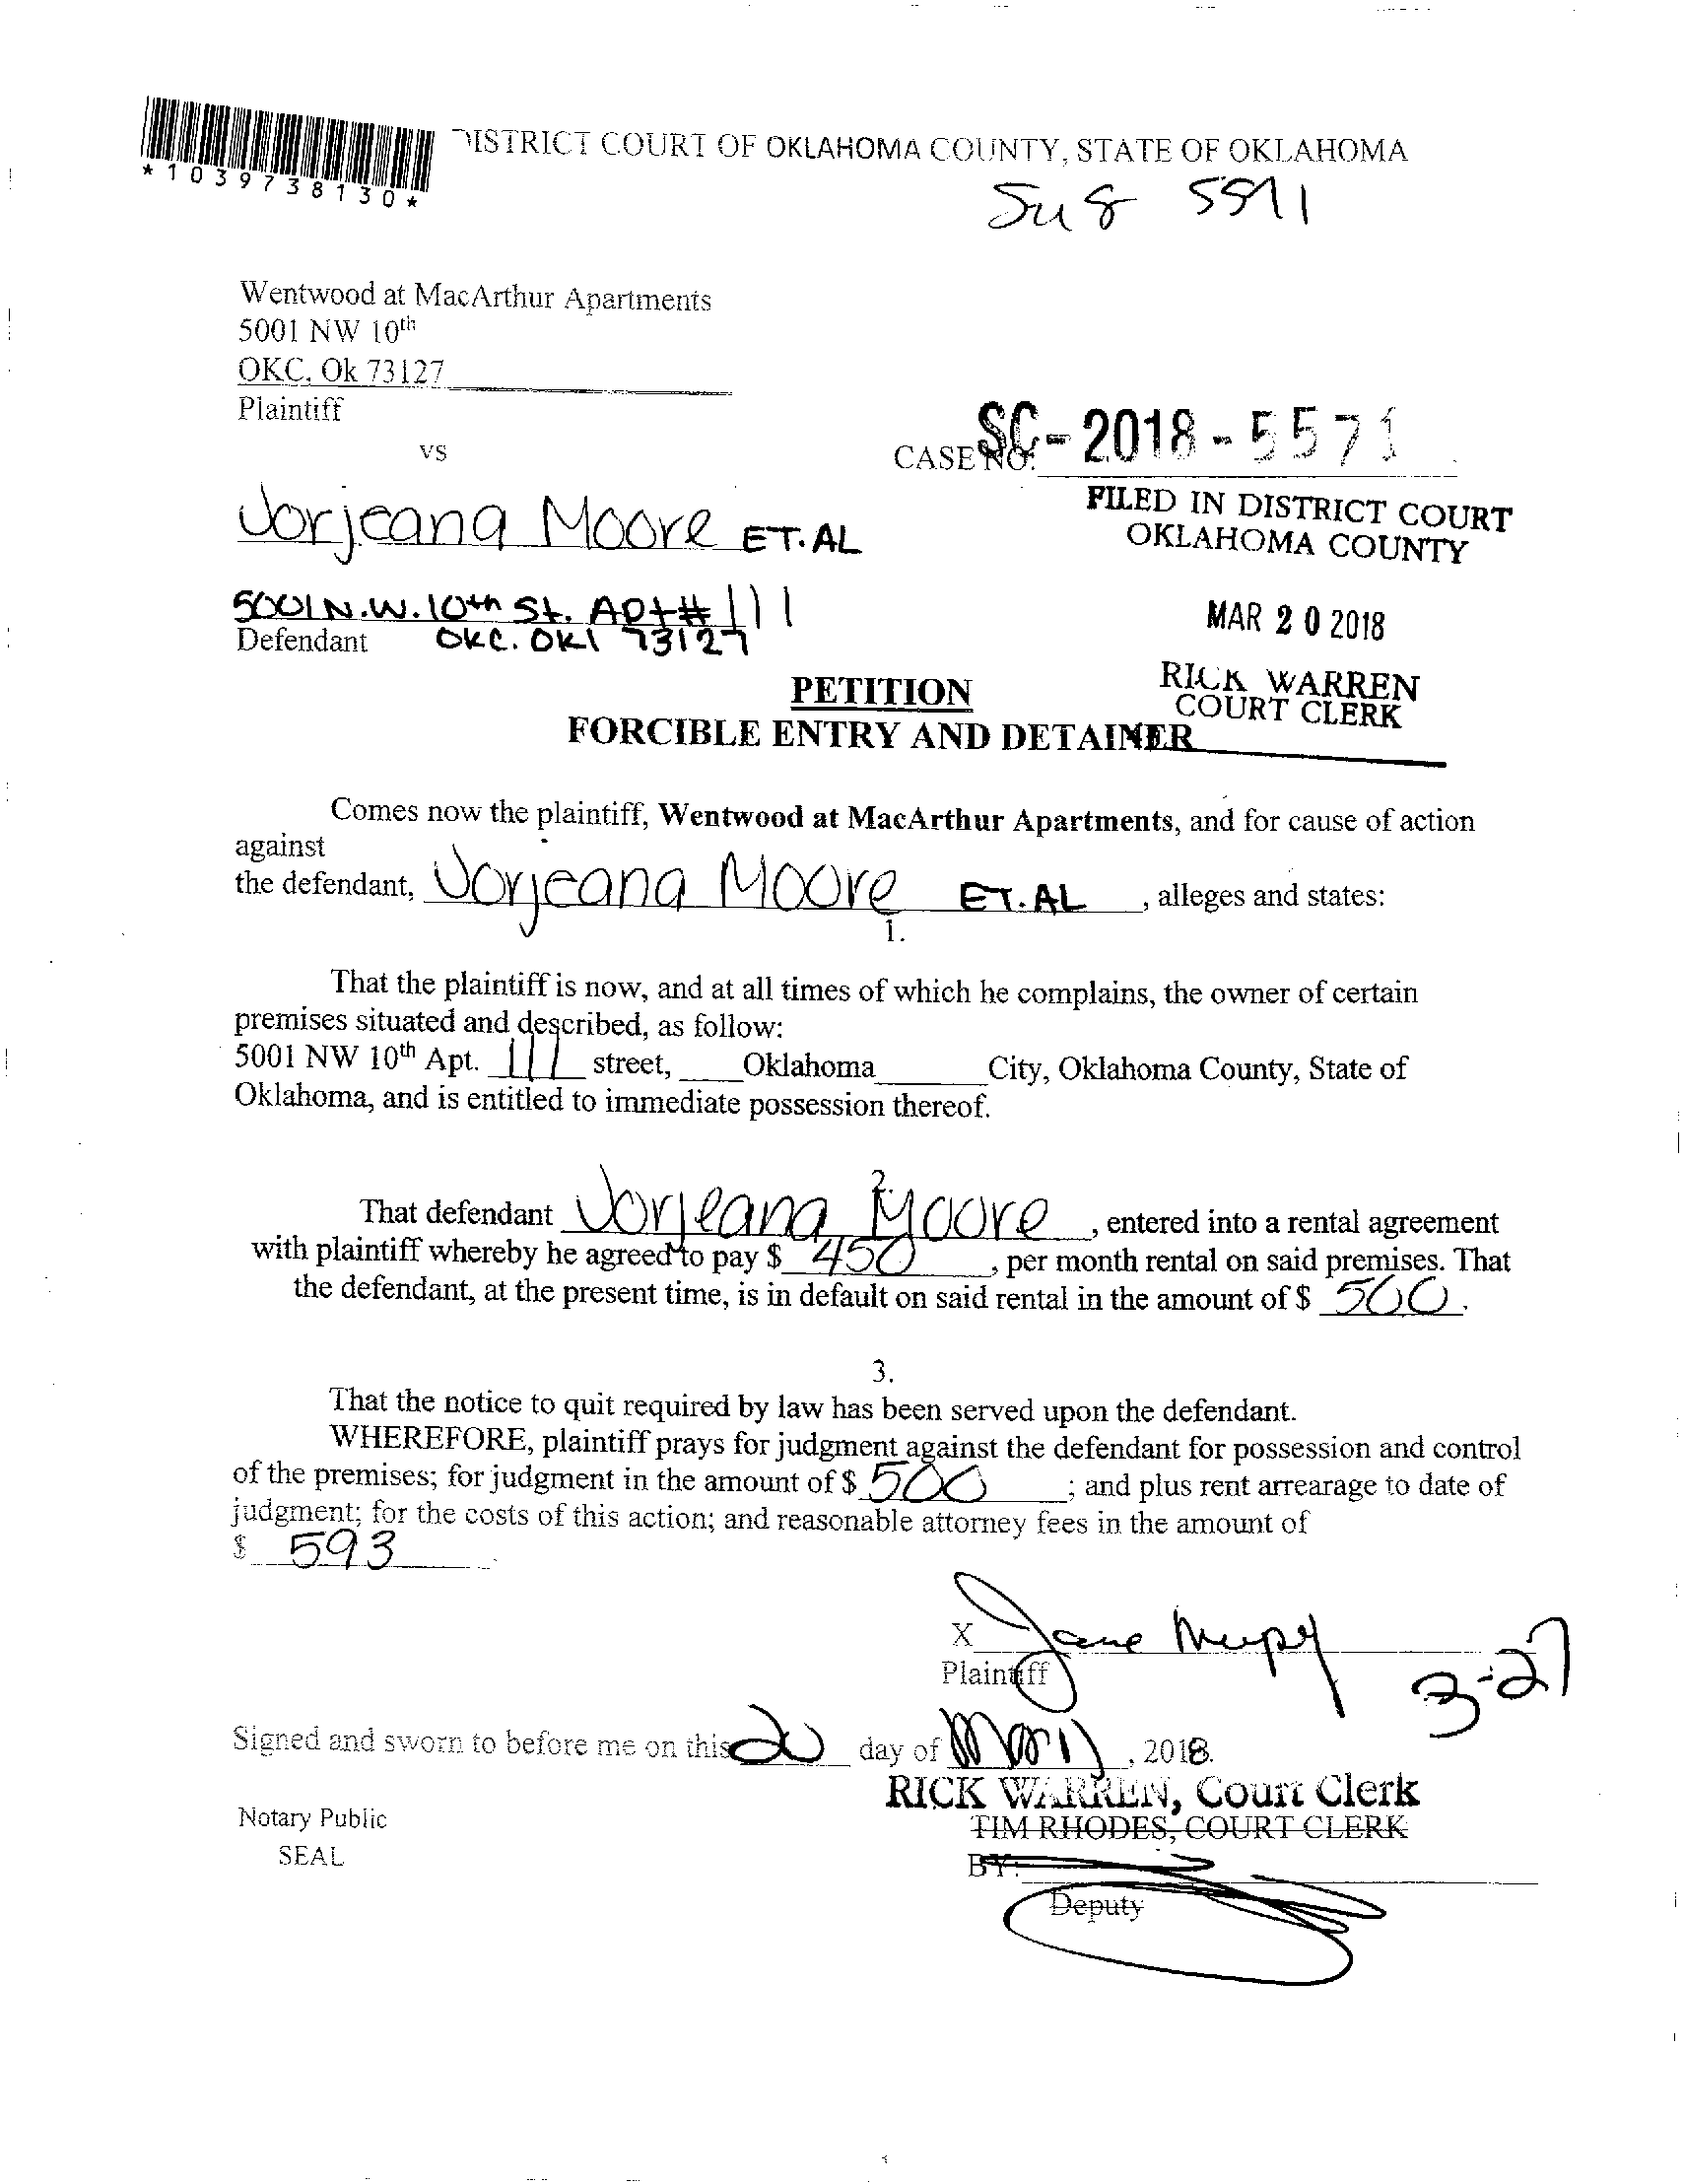 DISTRICT COURT OF OKLAHOMA COUNTY, STATE OF OKLAHOMA
*1039738130*
Wentwood at MacArthur Apartments
5001 NW 10th
OKC, Ok 73127
Plaintiff
vs
CASE NO: SC-2018-5571
Jorjeana Moore ET.AL
FILED IN DISTRICT COURT
OKLAHOMA COUNTY
5001 N.W. 10th St. Apt# 111
MAR 20 2018
Defendant OKC. OKl 73127
RICK WARREN
COURT CLERK
PETITION
FORCIBLE ENTRY AND DETAINER
Comes now the plaintiff, Wentwood at MacArthur Apartments, and for cause of action
against
the defendant, Jorjeana Moore ET.AL, alleges and states:
1.
That the plaintiff is now, and at all times of which he complains, the owner of certain
premises situated and described, as follow:
5001 NW 10th Apt. 111 street, Oklahoma City, Oklahoma County, State of
Oklahoma, and is entitled to immediate possession thereof.
2.
That defendant Jorjeana Moore, entered into a rental agreement
with plaintiff whereby he agreed to pay $ 450, per month rental on said premises. That
the defendant, at the present time, is in default on said rental in the amount of $ 500.
3.
That the notice to quit required by law has been served upon the defendant.
WHEREFORE, plaintiff prays for judgment against the defendant for possession and control
of the premises; for judgment in the amount of $ 500; and plus rent arrearage to date of
judgment; for the costs of this action; and reasonable attorney fees in the amount of
$ 593
X Jane
Plaintiff
3-27
Signed and sworn to before me on this 20 day of , 2018.
RICK WARREN, Court Clerk
Notary Public
TIM RHODES, COURT CLERK
SEAL
BY:
Deputy